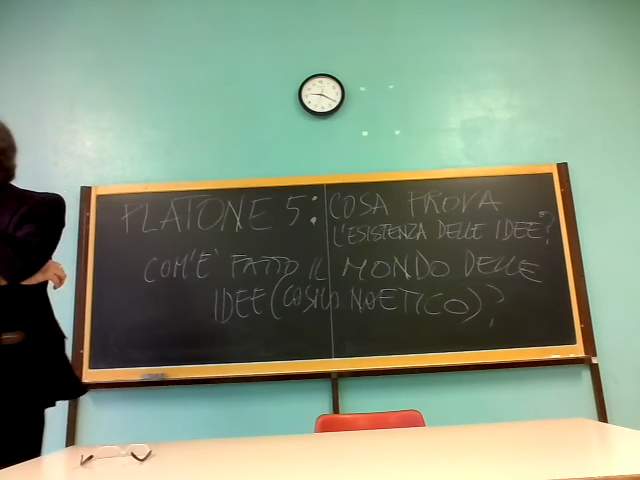 PLATONE 5: COSA PROVA
L'ESISTENZA DELLE IDEE?
COM'E' FATTO IL MONDO DELLE
IDEE (COSMO NOETICO)?